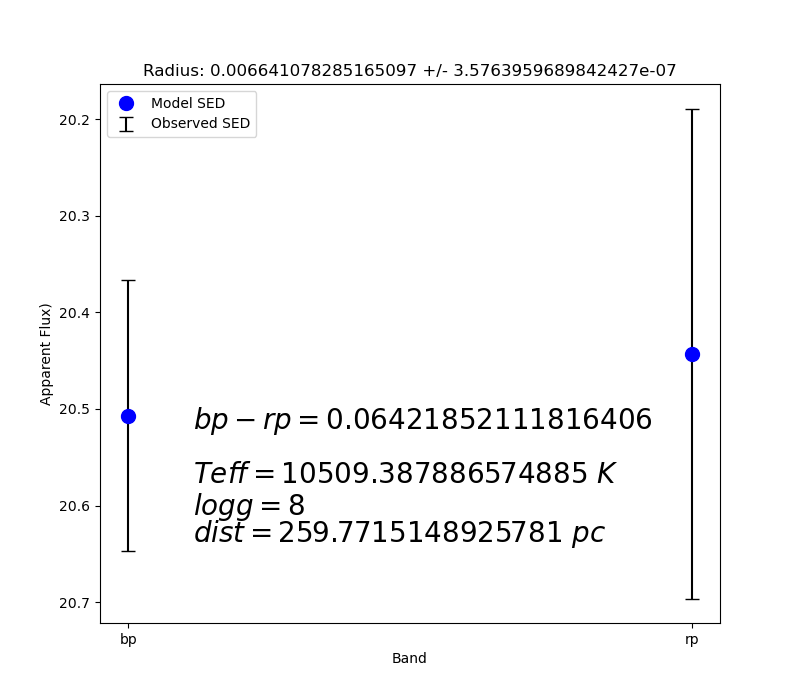 Radius: 0.006641078285165097 +/- 3.5763959689842427e-07
Model SED
Observed SED
20.2
20.3
20.4
20.5
20.6
20.7
Apparent Flux)
bp − rp = 0.06421852111816406
Teff = 10509.387886574885 K
logg = 8
dist = 259.7715148925781 pc
bp
rp
Band